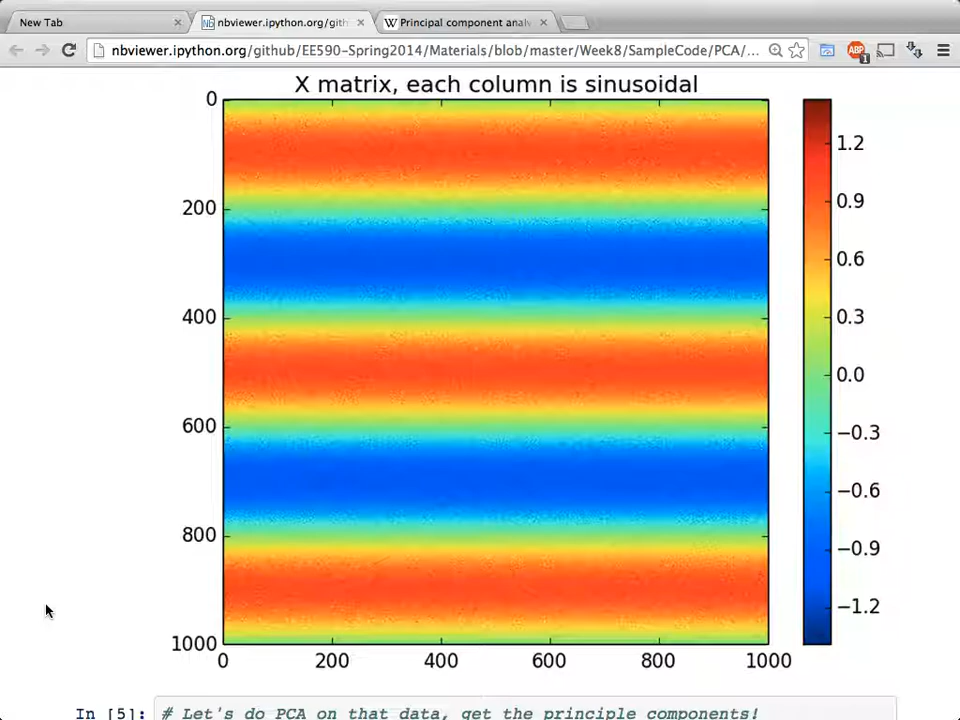 New Tab
nbviewer.ipython.org/gith
W Principal component analy
nbviewer.ipython.org/github/EE590-Spring2014/Materials/blob/master/Week8/SampleCode/PCA/...
ABP
1
X matrix, each column is sinusoidal
0
200
400
600
800
1000
0 200 400 600 800 1000
1.2
0.9
0.6
0.3
0.0
−0.3
−0.6
−0.9
−1.2
In [5]: # Let's do PCA on that data, get the principle components!